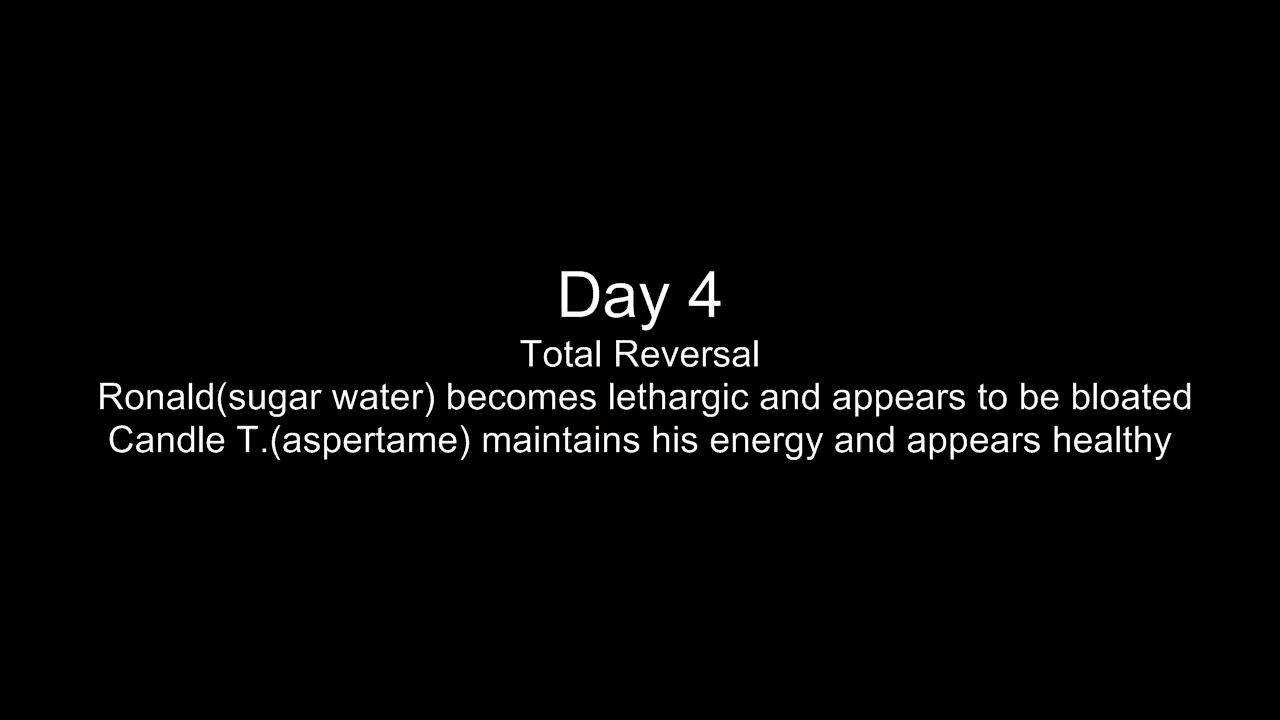 Day 4
Total Reversal
Ronald(sugar water) becomes lethargic and appears to be bloated
Candle T.(aspertame) maintains his energy and appears healthy